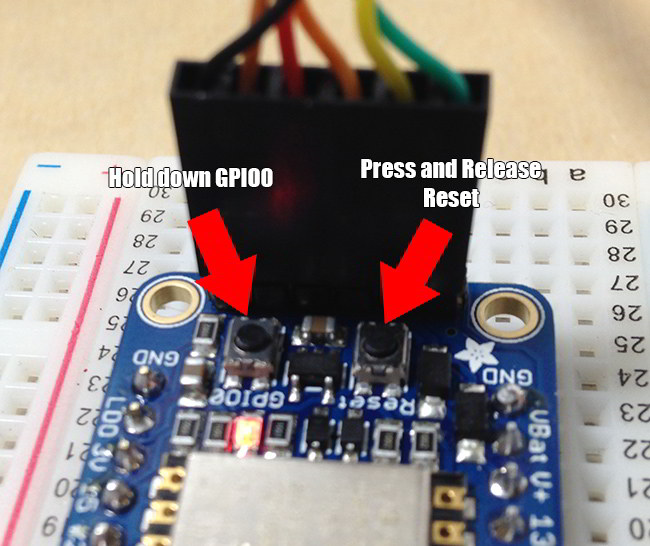 Hold down GPIO0
Press and Release
Reset
a
b
30
30
29
29
28
28
27
27
26
26
25
25
24
24
23
23
22
22
21
21
20
20
GND
GND
GPIO0
Reset
LDO
3V
VBat
V+
13